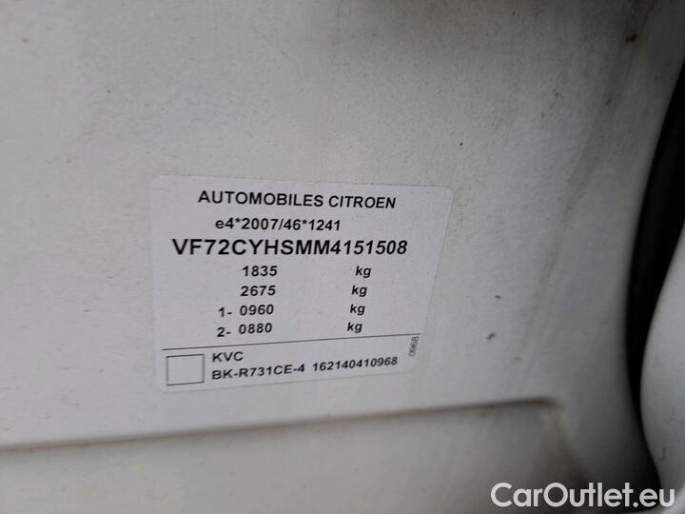 AUTOMOBILES CITROEN
e4*2007/46*1241
VF72CYHSMM4151508
1835 kg
2675 kg
1- 0960 kg
2- 0880 kg
0968
KVC
BK-R731CE-4 162140410968
CarOutlet.eu